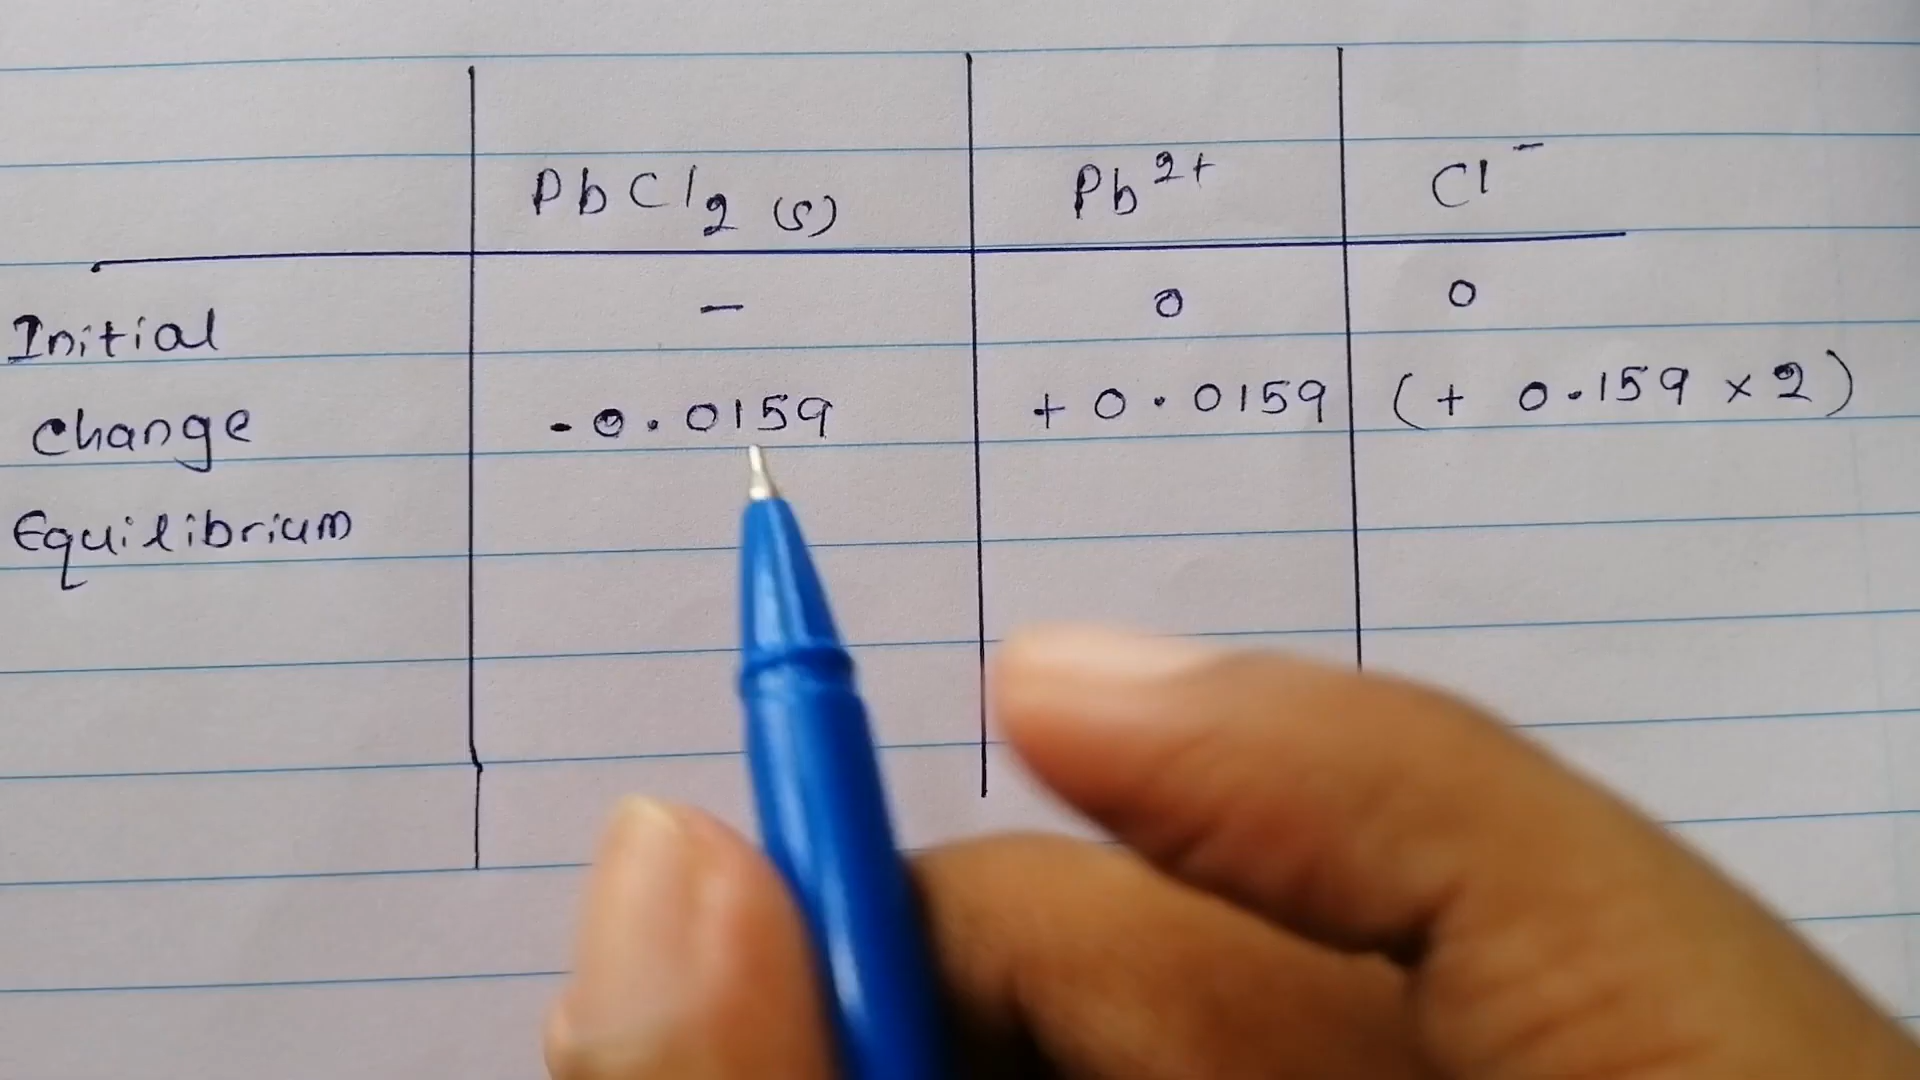 PbCl2 (s) Pb2+ Cl-
Initial - 0 0
Change -0.0159 +0.0159 (+ 0.159 × 2)
Equilibrium